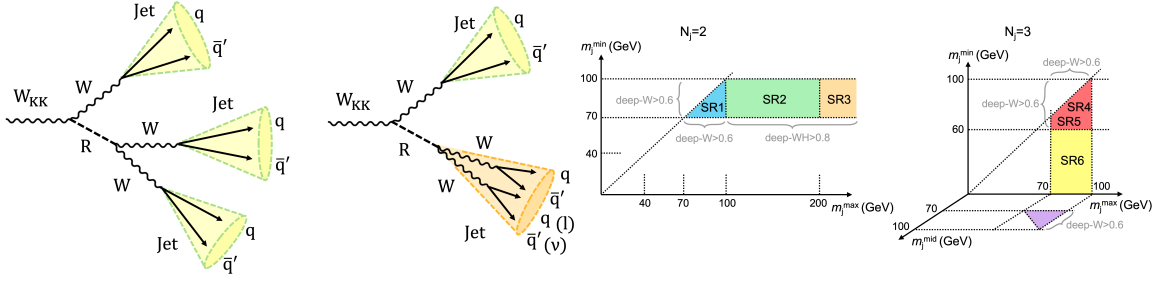 Jet
q
q̄′
W
W_KK
R
W
W
Jet
q
q̄′
q
q̄′
Jet
Jet
q
q̄′
W
W_KK
R
W
W
q
q̄′
q (l)
q̄′ (ν)
Jet
N_j=2
m_j^min (GeV)
100
deep-W>0.6
SR1
SR2
SR3
70
deep-W>0.6
deep-WH>0.8
40
40
70
100
200
m_j^max (GeV)
N_j=3
m_j^min (GeV)
deep-W>0.6
100
deep-W>0.6
SR4
SR5
60
SR6
70
100
m_j^max (GeV)
70
deep-W>0.6
100
m_j^mid (GeV)